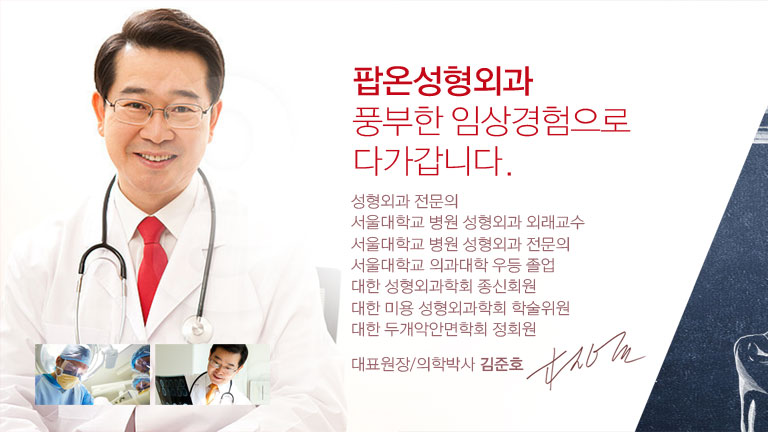 팝온성형외과
풍부한 임상경험으로
다가갑니다.
성형외과 전문의
서울대학교 병원 성형외과 외래교수
서울대학교 병원 성형외과 전문의
서울대학교 의과대학 우등 졸업
대한 성형외과학회 종신회원
대한 미용 성형외과학회 학술위원
대한 두개악안면학회 정회원
대표원장/의학박사 김준호